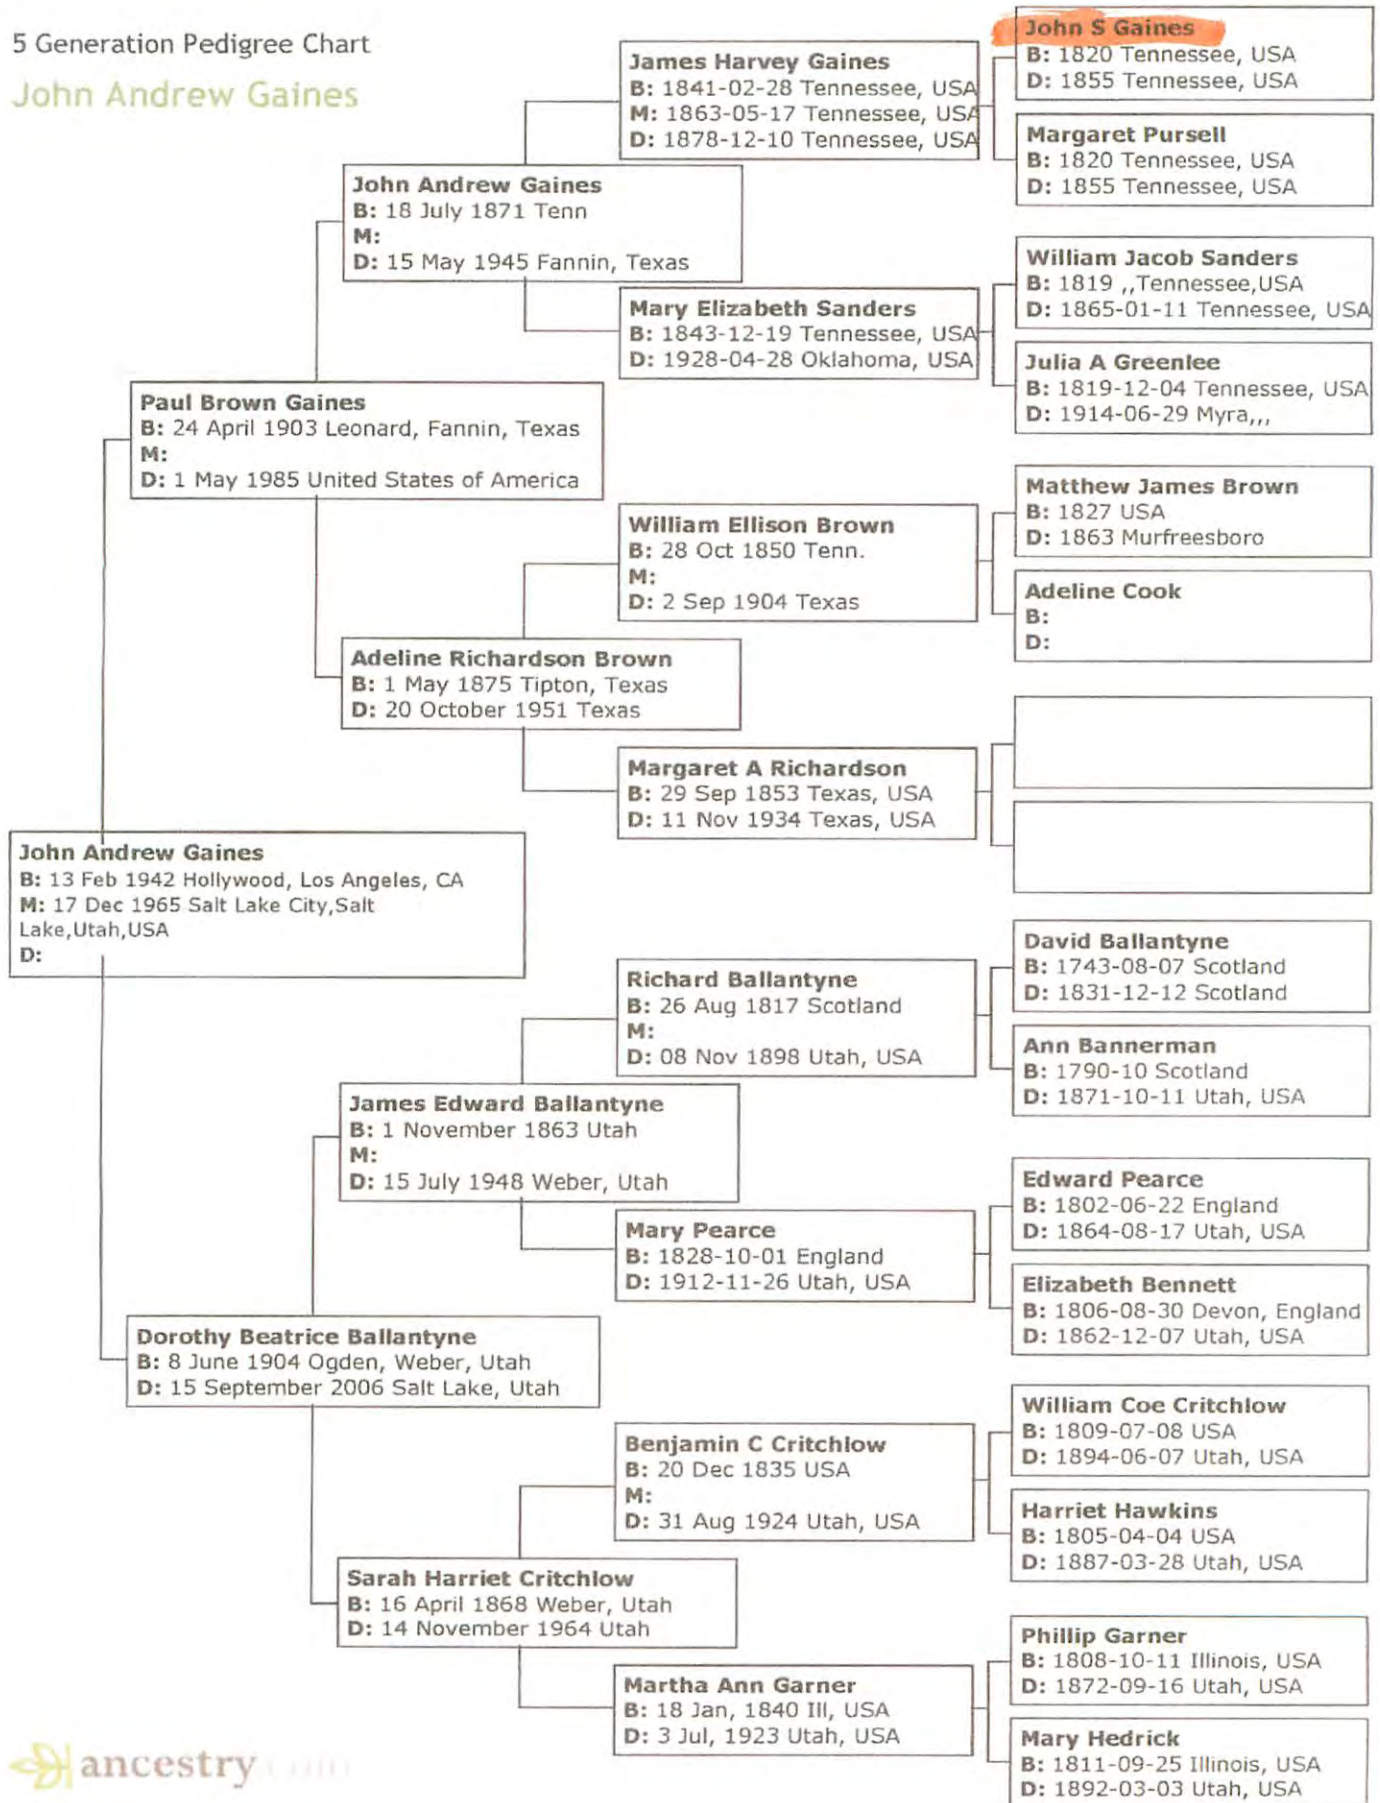 5 Generation Pedigree Chart
John Andrew Gaines
John S Gaines
B: 1820 Tennessee, USA
D: 1855 Tennessee, USA
James Harvey Gaines
B: 1841-02-28 Tennessee, USA
M: 1863-05-17 Tennessee, USA
D: 1878-12-10 Tennessee, USA
Margaret Pursell
B: 1820 Tennessee, USA
D: 1855 Tennessee, USA
John Andrew Gaines
B: 18 July 1871 Tenn
M:
D: 15 May 1945 Fannin, Texas
William Jacob Sanders
B: 1819 ,,Tennessee,USA
D: 1865-01-11 Tennessee, USA
Mary Elizabeth Sanders
B: 1843-12-19 Tennessee, USA
D: 1928-04-28 Oklahoma, USA
Julia A Greenlee
B: 1819-12-04 Tennessee, USA
D: 1914-06-29 Myra,,,
Paul Brown Gaines
B: 24 April 1903 Leonard, Fannin, Texas
M:
D: 1 May 1985 United States of America
Matthew James Brown
B: 1827 USA
D: 1863 Murfreesboro
William Ellison Brown
B: 28 Oct 1850 Tenn.
M:
D: 2 Sep 1904 Texas
Adeline Cook
B:
D:
Adeline Richardson Brown
B: 1 May 1875 Tipton, Texas
D: 20 October 1951 Texas
Margaret A Richardson
B: 29 Sep 1853 Texas, USA
D: 11 Nov 1934 Texas, USA
John Andrew Gaines
B: 13 Feb 1942 Hollywood, Los Angeles, CA
M: 17 Dec 1965 Salt Lake City,Salt
Lake,Utah,USA
D:
David Ballantyne
B: 1743-08-07 Scotland
D: 1831-12-12 Scotland
Richard Ballantyne
B: 26 Aug 1817 Scotland
M:
D: 08 Nov 1898 Utah, USA
Ann Bannerman
B: 1790-10 Scotland
D: 1871-10-11 Utah, USA
James Edward Ballantyne
B: 1 November 1863 Utah
M:
D: 15 July 1948 Weber, Utah
Edward Pearce
B: 1802-06-22 England
D: 1864-08-17 Utah, USA
Mary Pearce
B: 1828-10-01 England
D: 1912-11-26 Utah, USA
Elizabeth Bennett
B: 1806-08-30 Devon, England
D: 1862-12-07 Utah, USA
Dorothy Beatrice Ballantyne
B: 8 June 1904 Ogden, Weber, Utah
D: 15 September 2006 Salt Lake, Utah
William Coe Critchlow
B: 1809-07-08 USA
D: 1894-06-07 Utah, USA
Benjamin C Critchlow
B: 20 Dec 1835 USA
M:
D: 31 Aug 1924 Utah, USA
Harriet Hawkins
B: 1805-04-04 USA
D: 1887-03-28 Utah, USA
Sarah Harriet Critchlow
B: 16 April 1868 Weber, Utah
D: 14 November 1964 Utah
Phillip Garner
B: 1808-10-11 Illinois, USA
D: 1872-09-16 Utah, USA
Martha Ann Garner
B: 18 Jan, 1840 Ill, USA
D: 3 Jul, 1923 Utah, USA
Mary Hedrick
B: 1811-09-25 Illinois, USA
D: 1892-03-03 Utah, USA
ancestry